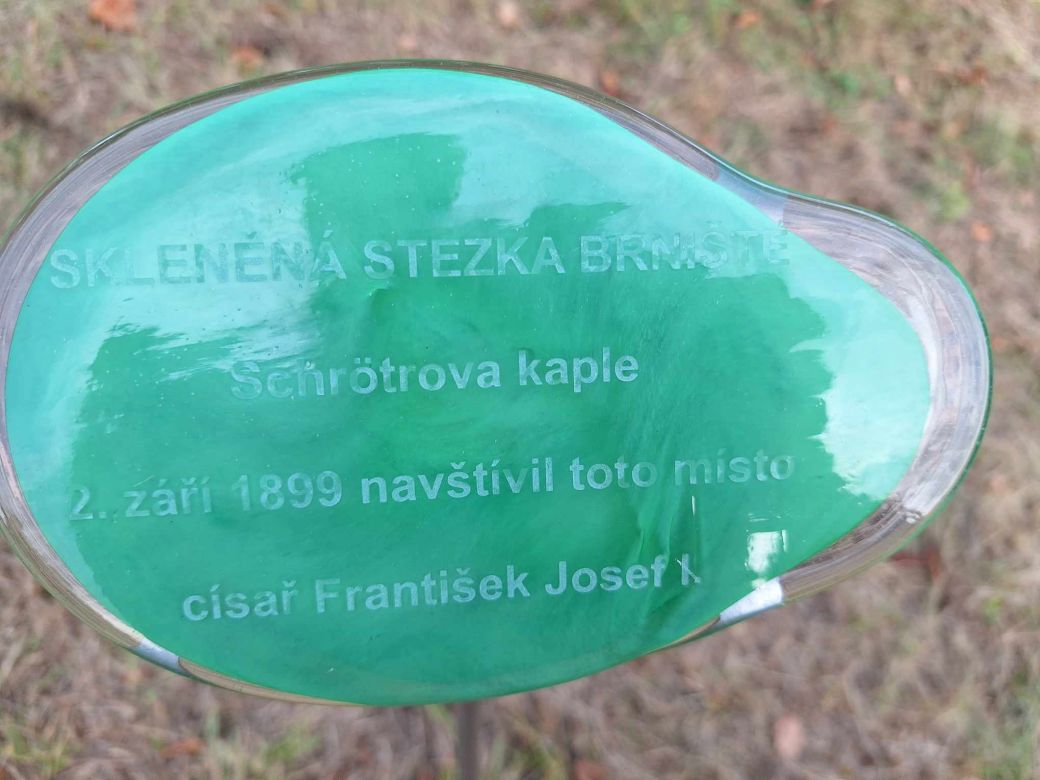 SKLENĚNÁ STEZKA BRNIŠTĚ
Schrötrova kaple
2. září 1899 navštívil toto místo
císař František Josef I.